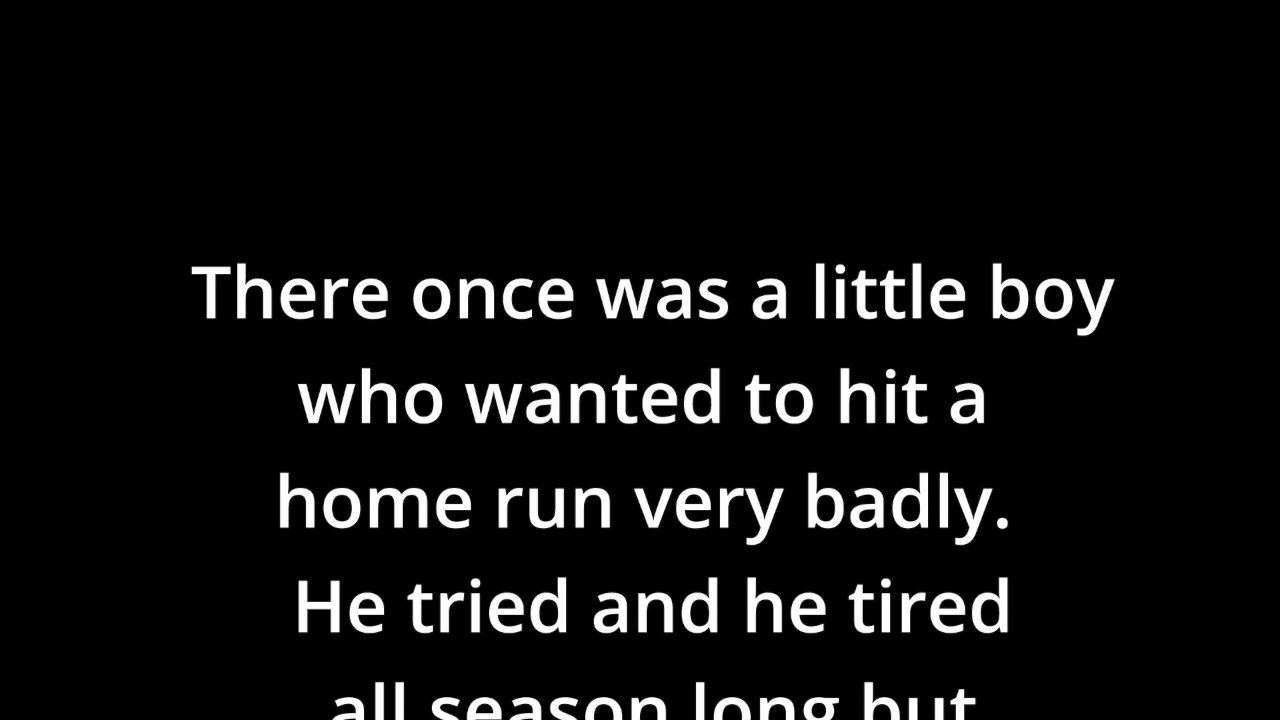 There once was a little boy
who wanted to hit a
home run very badly.
He tried and he tired
all season long but